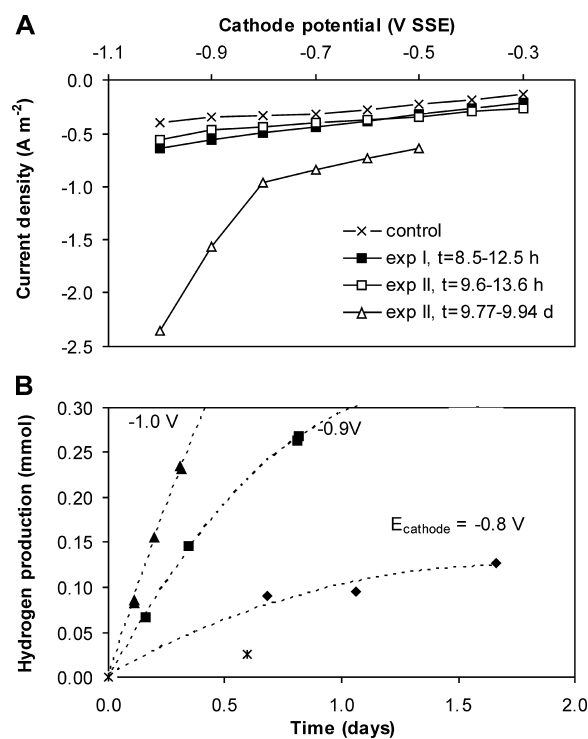 A
Cathode potential (V SSE)
-1.1 -0.9 -0.7 -0.5 -0.3
0.0
-0.5
-1.0
-1.5
-2.0
-2.5
Current density (A m-2)
control
exp I, t=8.5-12.5 h
exp II, t=9.6-13.6 h
exp II, t=9.77-9.94 d
B
0.30
0.25
0.20
0.15
0.10
0.05
0.00
Hydrogen production (mmol)
-1.0 V
-0.9V
Ecathode = -0.8 V
0.0 0.5 1.0 1.5 2.0
Time (days)